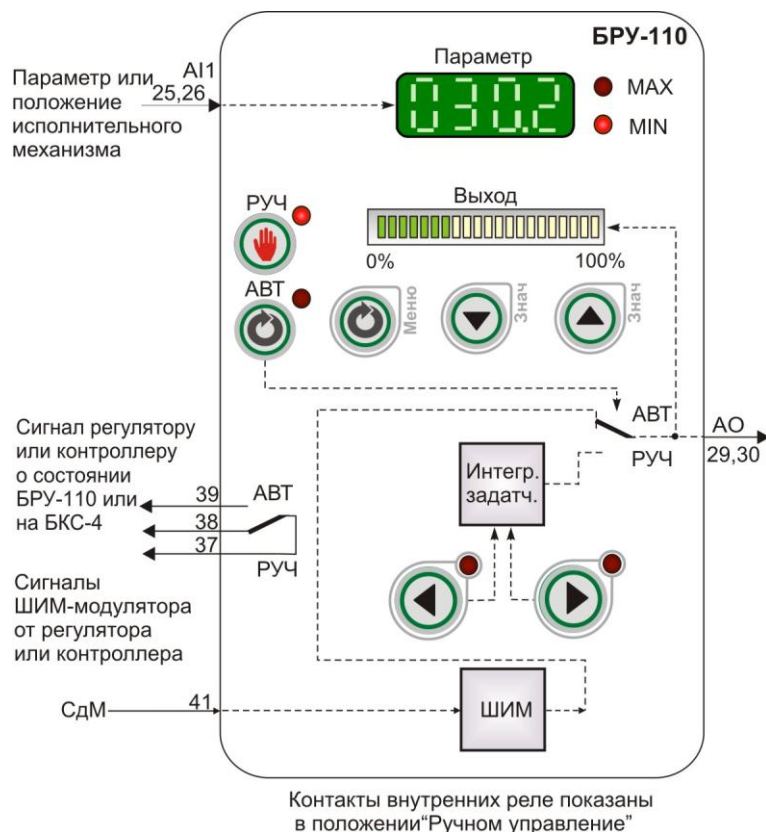 БРУ-110
Параметр
Параметр или
положение
исполнительного
механизма
AI1
25,26
030.2
MAX
MIN
РУЧ
Выход
0%
100%
АВТ
Меню
Знач
Знач
Сигнал регулятору
или контроллеру
о состоянии
БРУ-110 или
на БКС-4
39
38
37
АВТ
РУЧ
АВТ
РУЧ
АО
29,30
Интегр.
задатч.
Сигналы
ШИМ-модулятора
от регулятора
или контроллера
СдМ
41
ШИМ
Контакты внутренних реле показаны
в положении“Ручном управление”